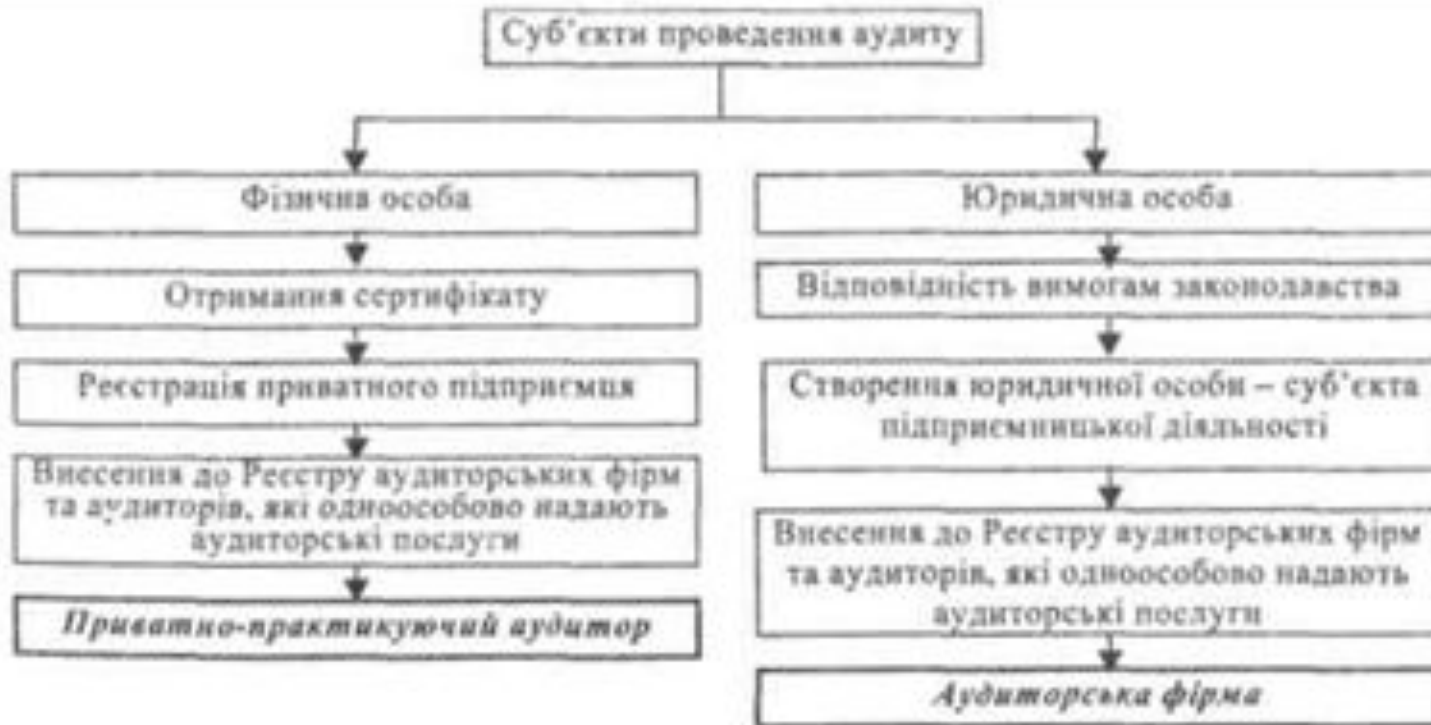 Суб’єкти проведення аудиту
Фізична особа
Отримання сертифікату
Реєстрація приватного підприємця
Внесення до Реєстру аудиторських фірм
та аудиторів, які одноособово надають
аудиторські послуги
Приватно-практикуючий аудитор
Юридична особа
Відповідність вимогам законодавства
Створення юридичної особи – суб’єкта
підприємницької діяльності
Внесення до Реєстру аудиторських фірм
та аудиторів, які одноособово надають
аудиторські послуги
Аудиторська фірма